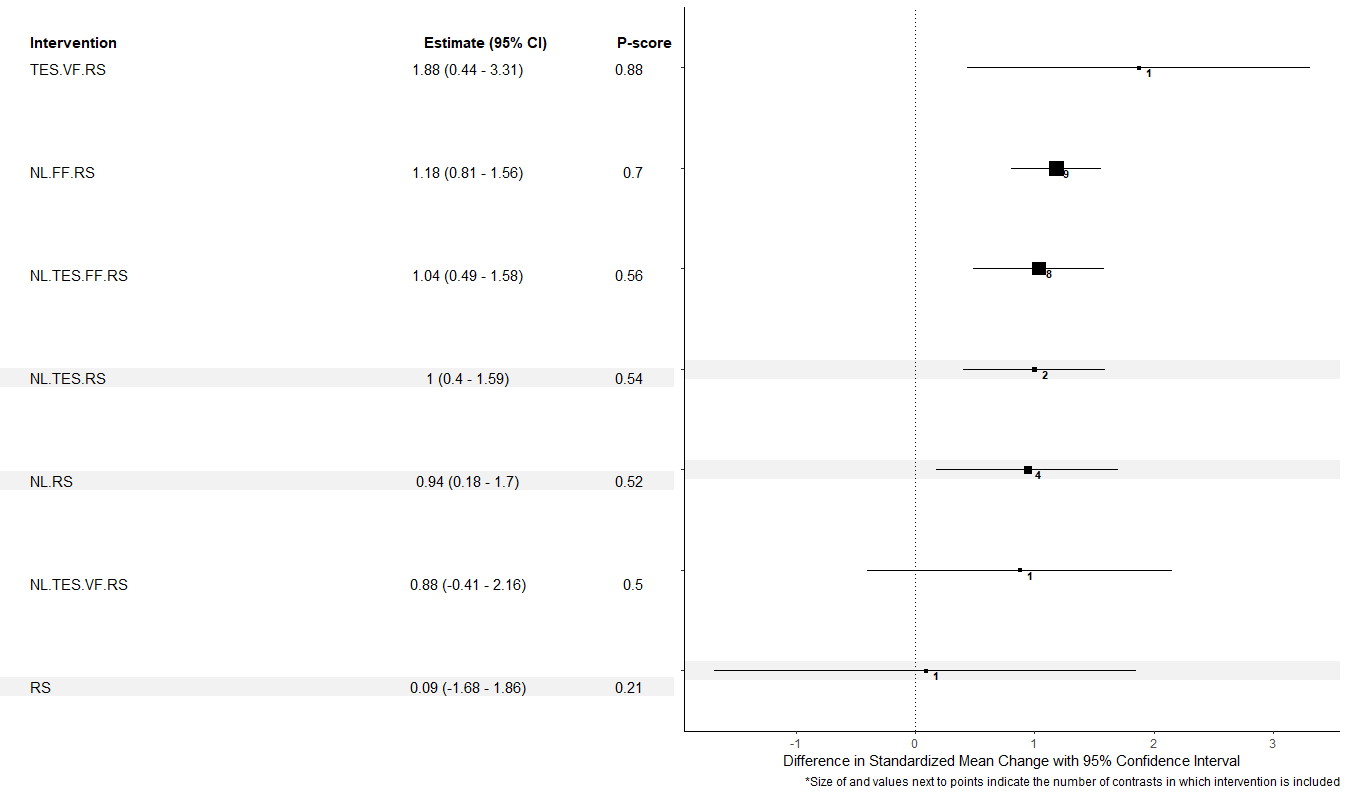 Intervention Estimate (95% CI) P-score
TES.VF.RS 1.88 (0.44 - 3.31) 0.88
1
NL.FF.RS 1.18 (0.81 - 1.56) 0.7
9
NL.TES.FF.RS 1.04 (0.49 - 1.58) 0.56
8
NL.TES.RS 1 (0.4 - 1.59) 0.54
2
NL.RS 0.94 (0.18 - 1.7) 0.52
4
NL.TES.VF.RS 0.88 (-0.41 - 2.16) 0.5
1
RS 0.09 (-1.68 - 1.86) 0.21
1
-1 0 1 2 3
Difference in Standardized Mean Change with 95% Confidence Interval
*Size of and values next to points indicate the number of contrasts in which intervention is included